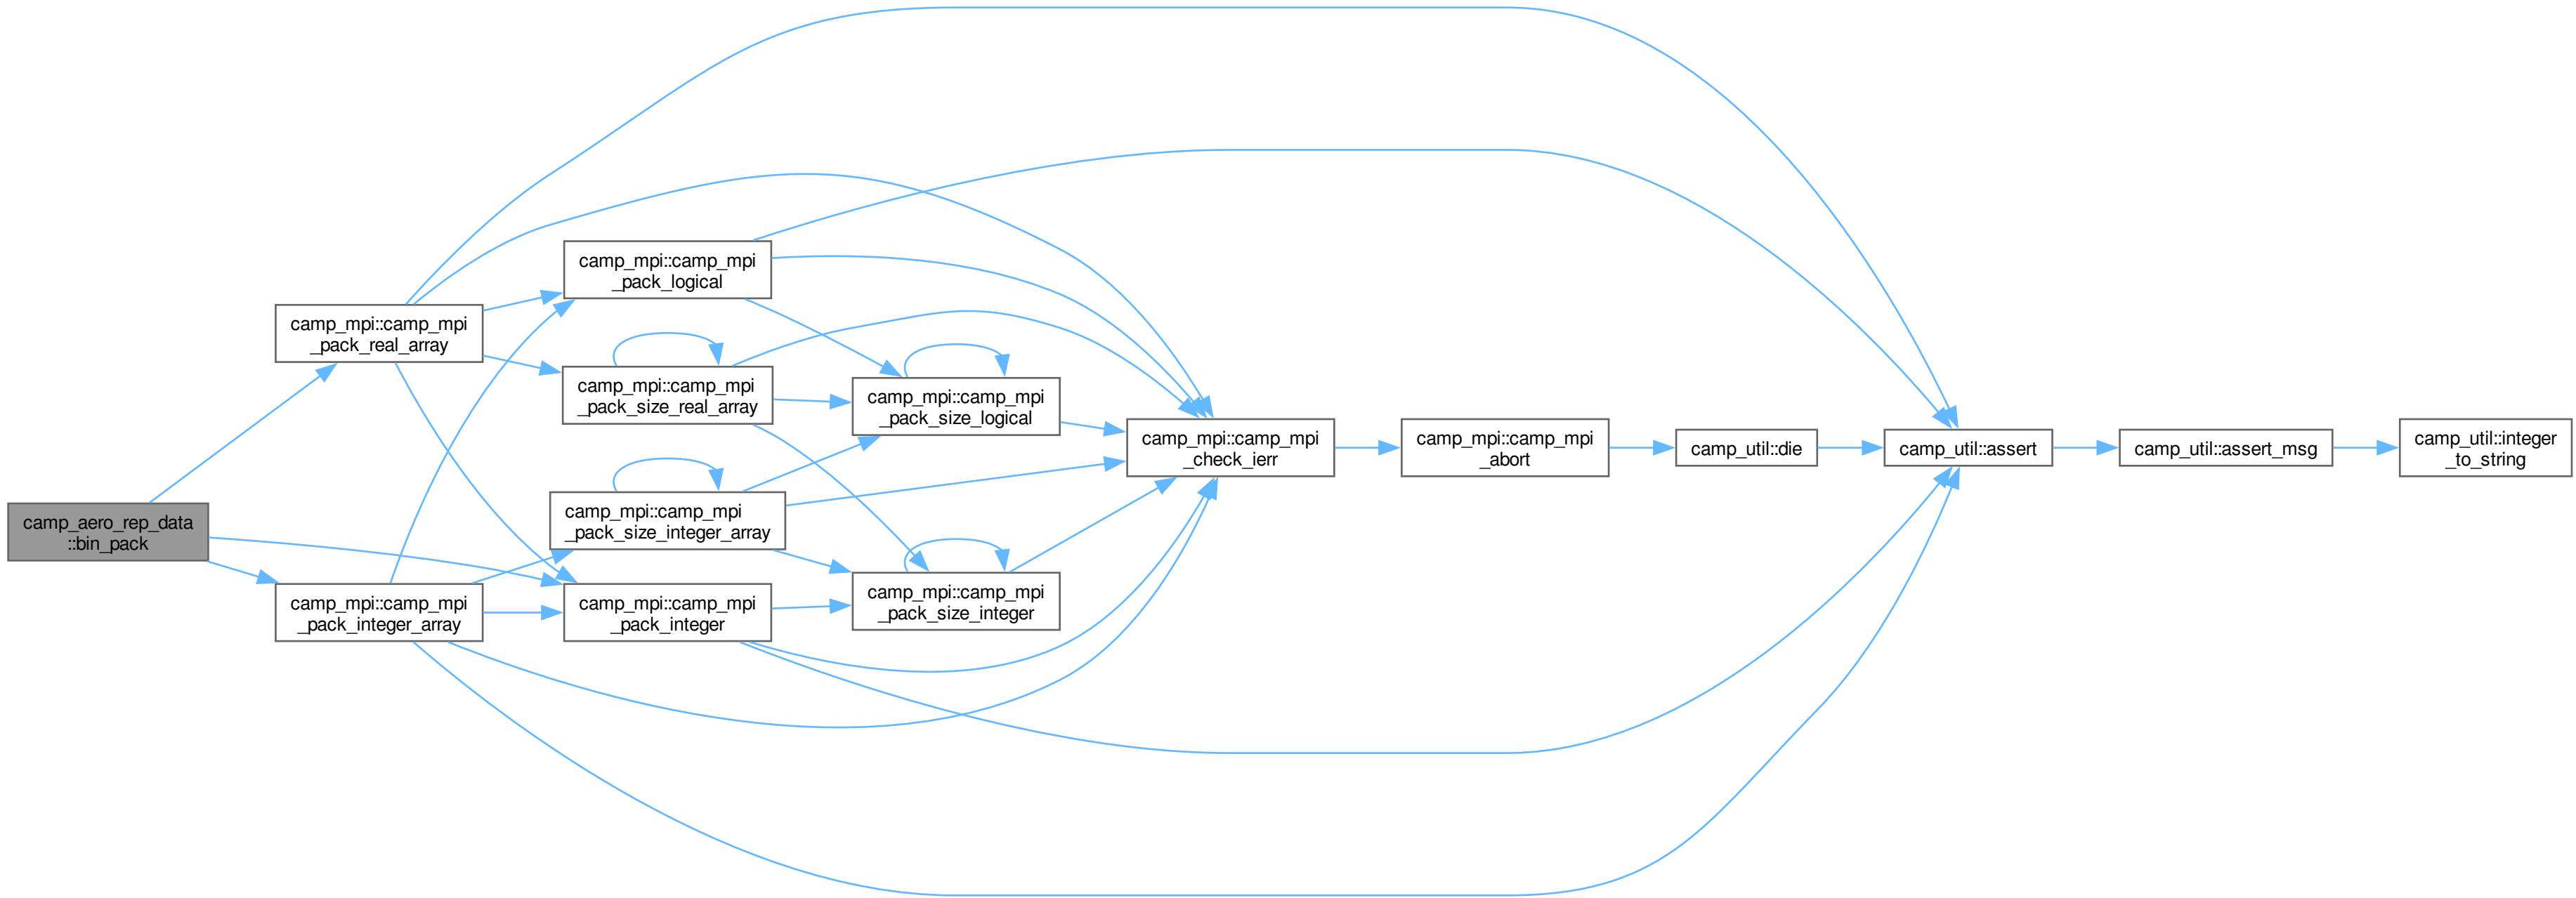 camp_aero_rep_data
::bin_pack
camp_mpi::camp_mpi
_pack_real_array
camp_mpi::camp_mpi
_pack_integer_array
camp_mpi::camp_mpi
_pack_logical
camp_mpi::camp_mpi
_pack_size_real_array
camp_mpi::camp_mpi
_pack_size_integer_array
camp_mpi::camp_mpi
_pack_integer
camp_mpi::camp_mpi
_pack_size_logical
camp_mpi::camp_mpi
_pack_size_integer
camp_mpi::camp_mpi
_check_ierr
camp_mpi::camp_mpi
_abort
camp_util::die
camp_util::assert
camp_util::assert_msg
camp_util::integer
_to_string